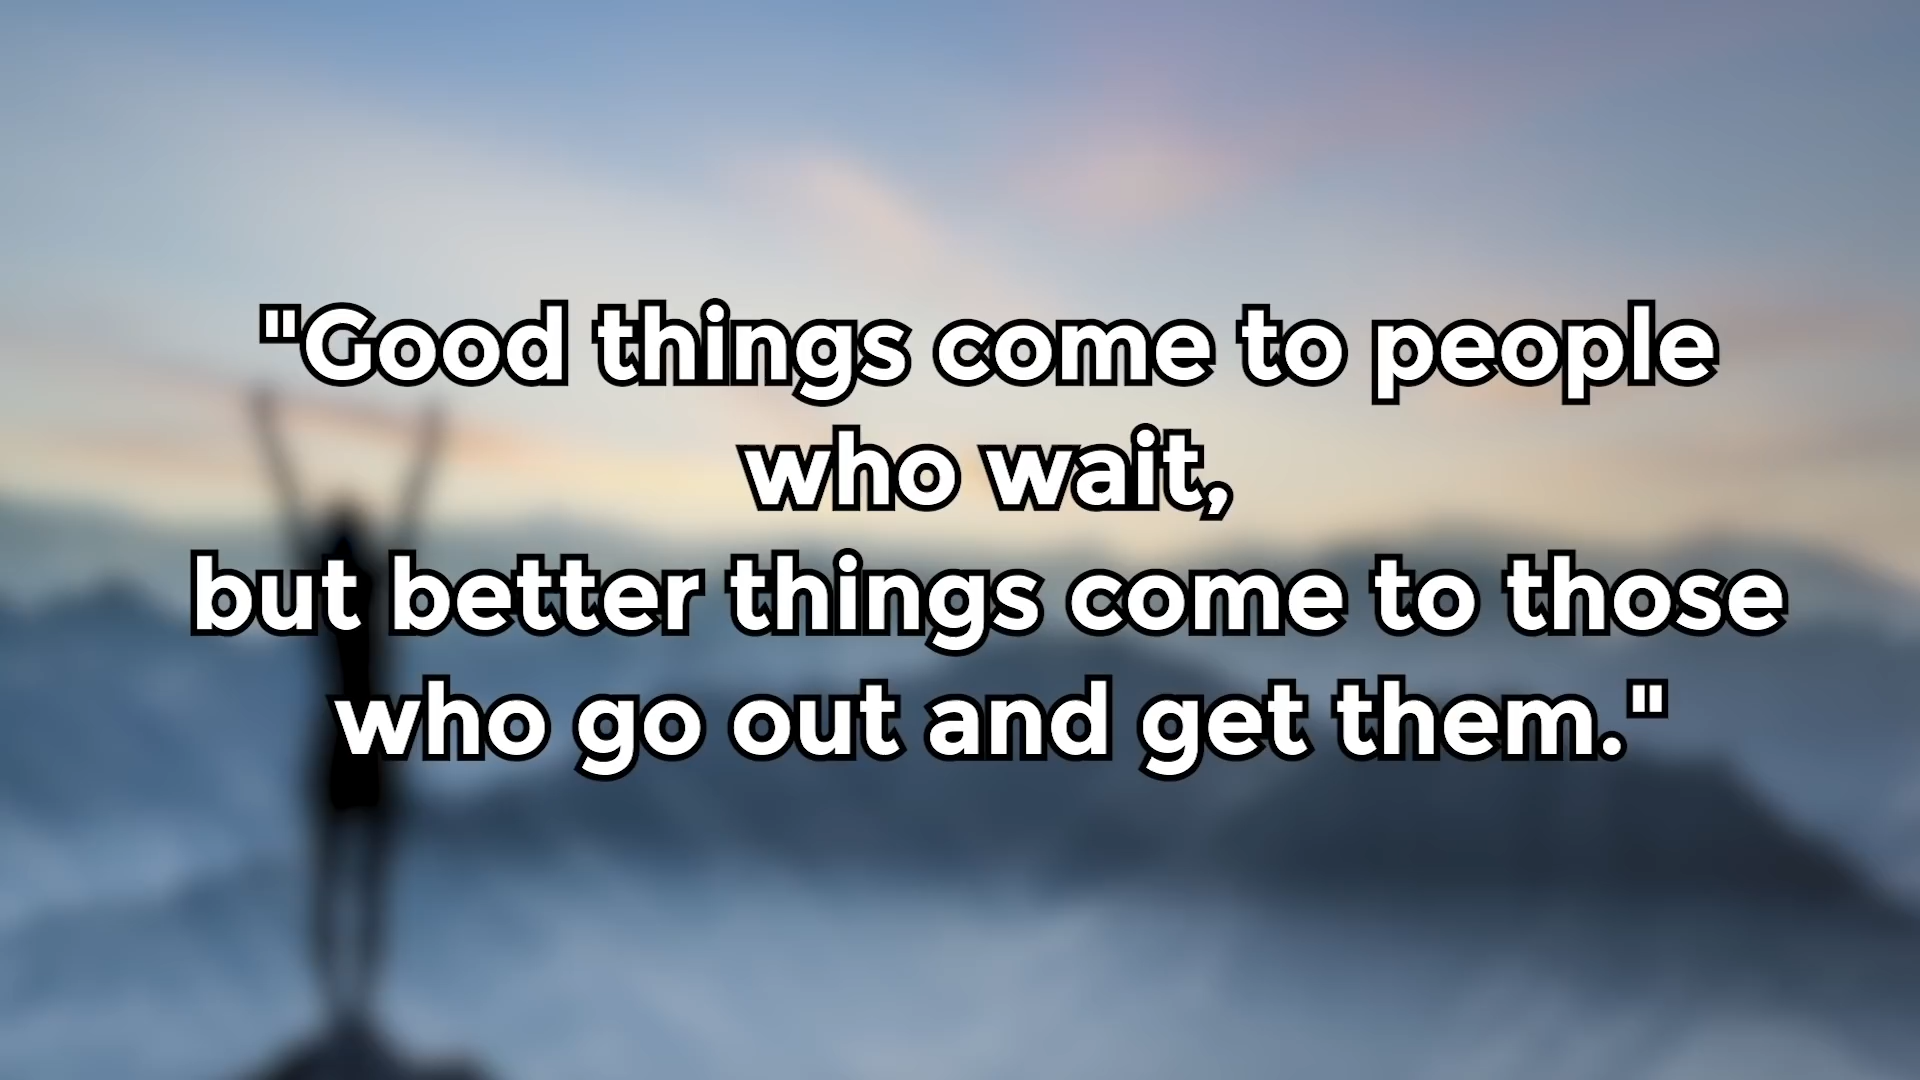 "Good things come to people
who wait,
but better things come to those
who go out and get them."